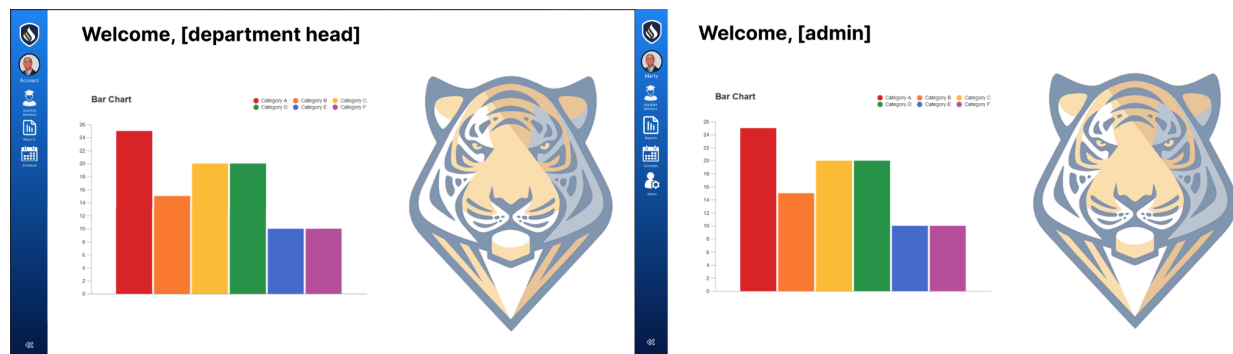 Welcome, [department head]
Account
Reports
Schedule
Bar Chart
Category A Category B Category C
Category D Category E Category F
26
24
22
20
18
16
14
12
10
8
6
4
2
0
Welcome, [admin]
Marty
Reports
Schedule
Admin
Bar Chart
Category A Category B Category C
Category D Category E Category F
26
24
22
20
18
16
14
12
10
8
6
4
2
0